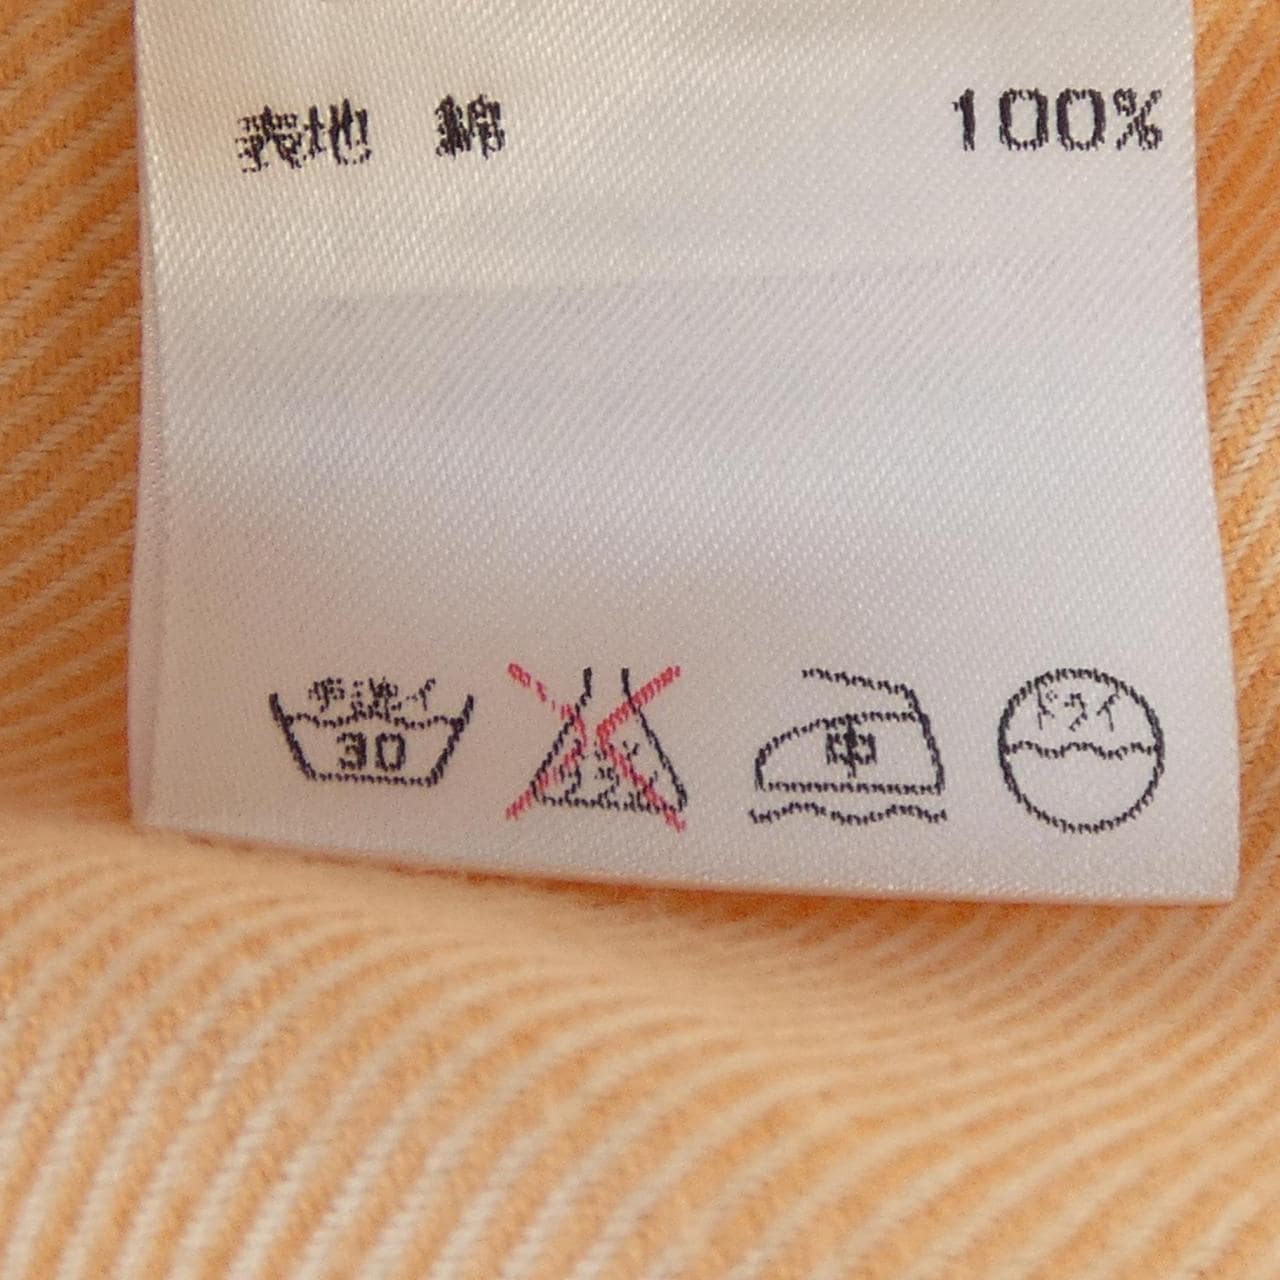 表地 綿 100%
手洗イ 30 中 ドライ